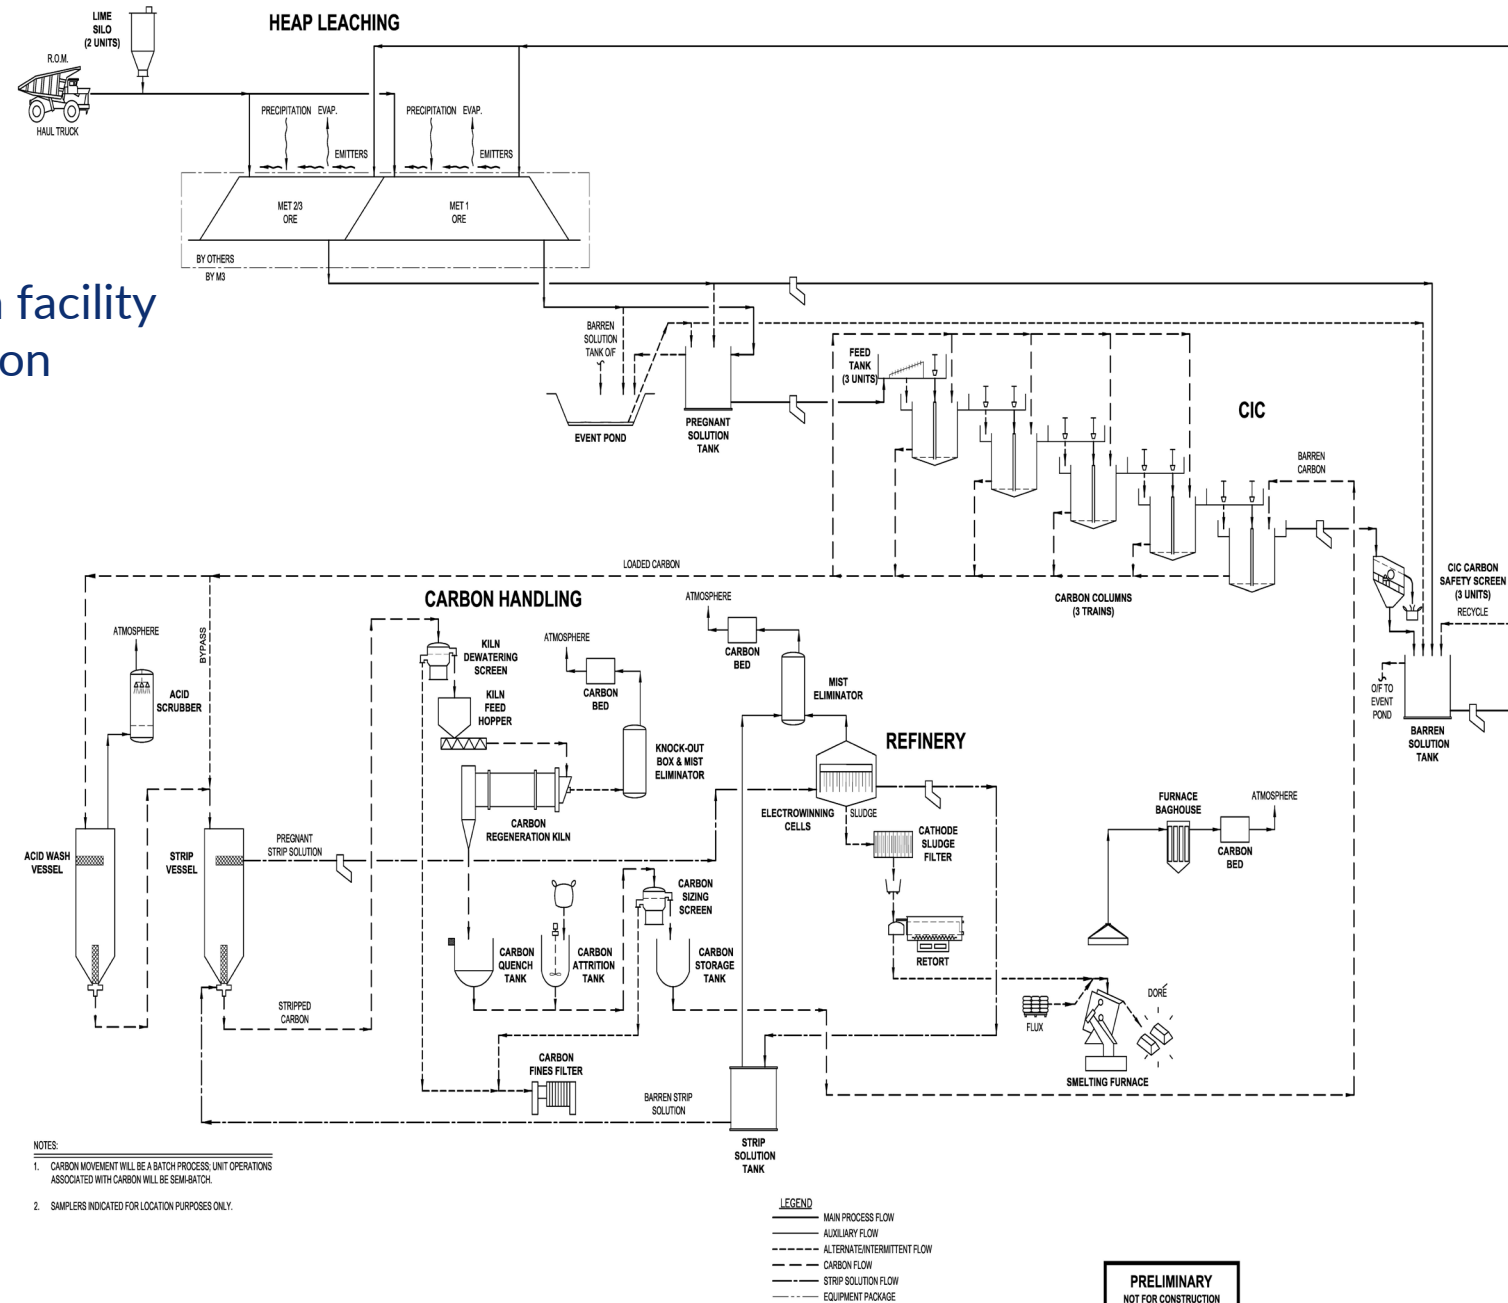 HEAP LEACHING
LIME
SILO
(2 UNITS)
R.O.M.
HAUL TRUCK
PRECIPITATION
EVAP.
EMITTERS
PRECIPITATION
EVAP.
EMITTERS
MET 2/3
ORE
MET 1
ORE
BY OTHERS
BY M3
facility
on
BARREN
SOLUTION
TANK O/F
EVENT POND
PREGNANT
SOLUTION
TANK
FEED
TANK
(3 UNITS)
CIC
BARREN
CARBON
LOADED CARBON
CARBON COLUMNS
(3 TRAINS)
CIC CARBON
SAFETY SCREEN
(3 UNITS)
RECYCLE
O/F TO
EVENT
POND
BARREN
SOLUTION
TANK
CARBON HANDLING
ATMOSPHERE
ACID
SCRUBBER
BYPASS
KILN
DEWATERING
SCREEN
KILN
FEED
HOPPER
ATMOSPHERE
CARBON
BED
KNOCK-OUT
BOX & MIST
ELIMINATOR
CARBON
REGENERATION KILN
ATMOSPHERE
CARBON
BED
MIST
ELIMINATOR
REFINERY
ELECTROWINNING
CELLS
SLUDGE
CATHODE
SLUDGE
FILTER
RETORT
FURNACE
BAGHOUSE
ATMOSPHERE
CARBON
BED
ACID WASH
VESSEL
STRIP
VESSEL
PREGNANT
STRIP SOLUTION
CARBON
QUENCH
TANK
CARBON
ATTRITION
TANK
CARBON
SIZING
SCREEN
CARBON
STORAGE
TANK
STRIPPED
CARBON
FLUX
DORÉ
SMELTING FURNACE
CARBON
FINES FILTER
BARREN STRIP
SOLUTION
STRIP
SOLUTION
TANK
NOTES:
1. CARBON MOVEMENT WILL BE A BATCH PROCESS; UNIT OPERATIONS
ASSOCIATED WITH CARBON WILL BE SEMI-BATCH.
2. SAMPLERS INDICATED FOR LOCATION PURPOSES ONLY.
LEGEND
MAIN PROCESS FLOW
AUXILIARY FLOW
ALTERNATE/INTERMITTENT FLOW
CARBON FLOW
STRIP SOLUTION FLOW
EQUIPMENT PACKAGE
PRELIMINARY
NOT FOR CONSTRUCTION